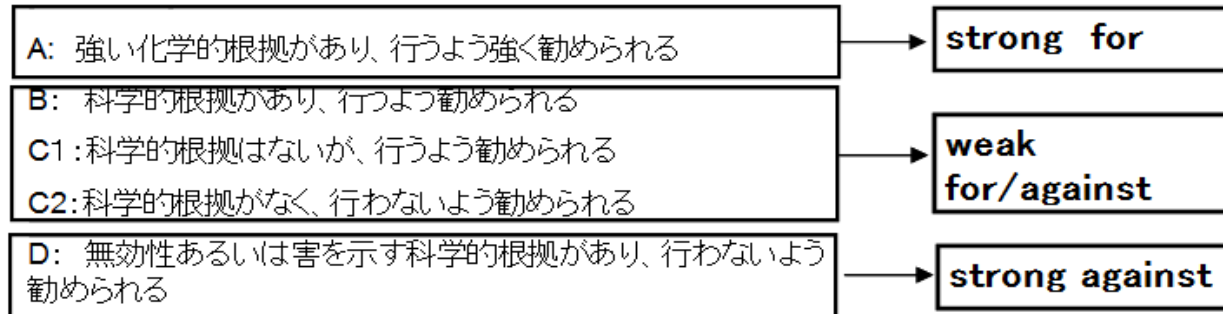 A: 強い化学的根拠があり、行うよう強く勧められる
strong for
B: 科学的根拠があり、行うよう勧められる
C1:科学的根拠はないが、行うよう勧められる
C2:科学的根拠がなく、行わないよう勧められる
weak
for/against
D: 無効性あるいは害を示す科学的根拠があり、行わないよう
勧められる
strong against